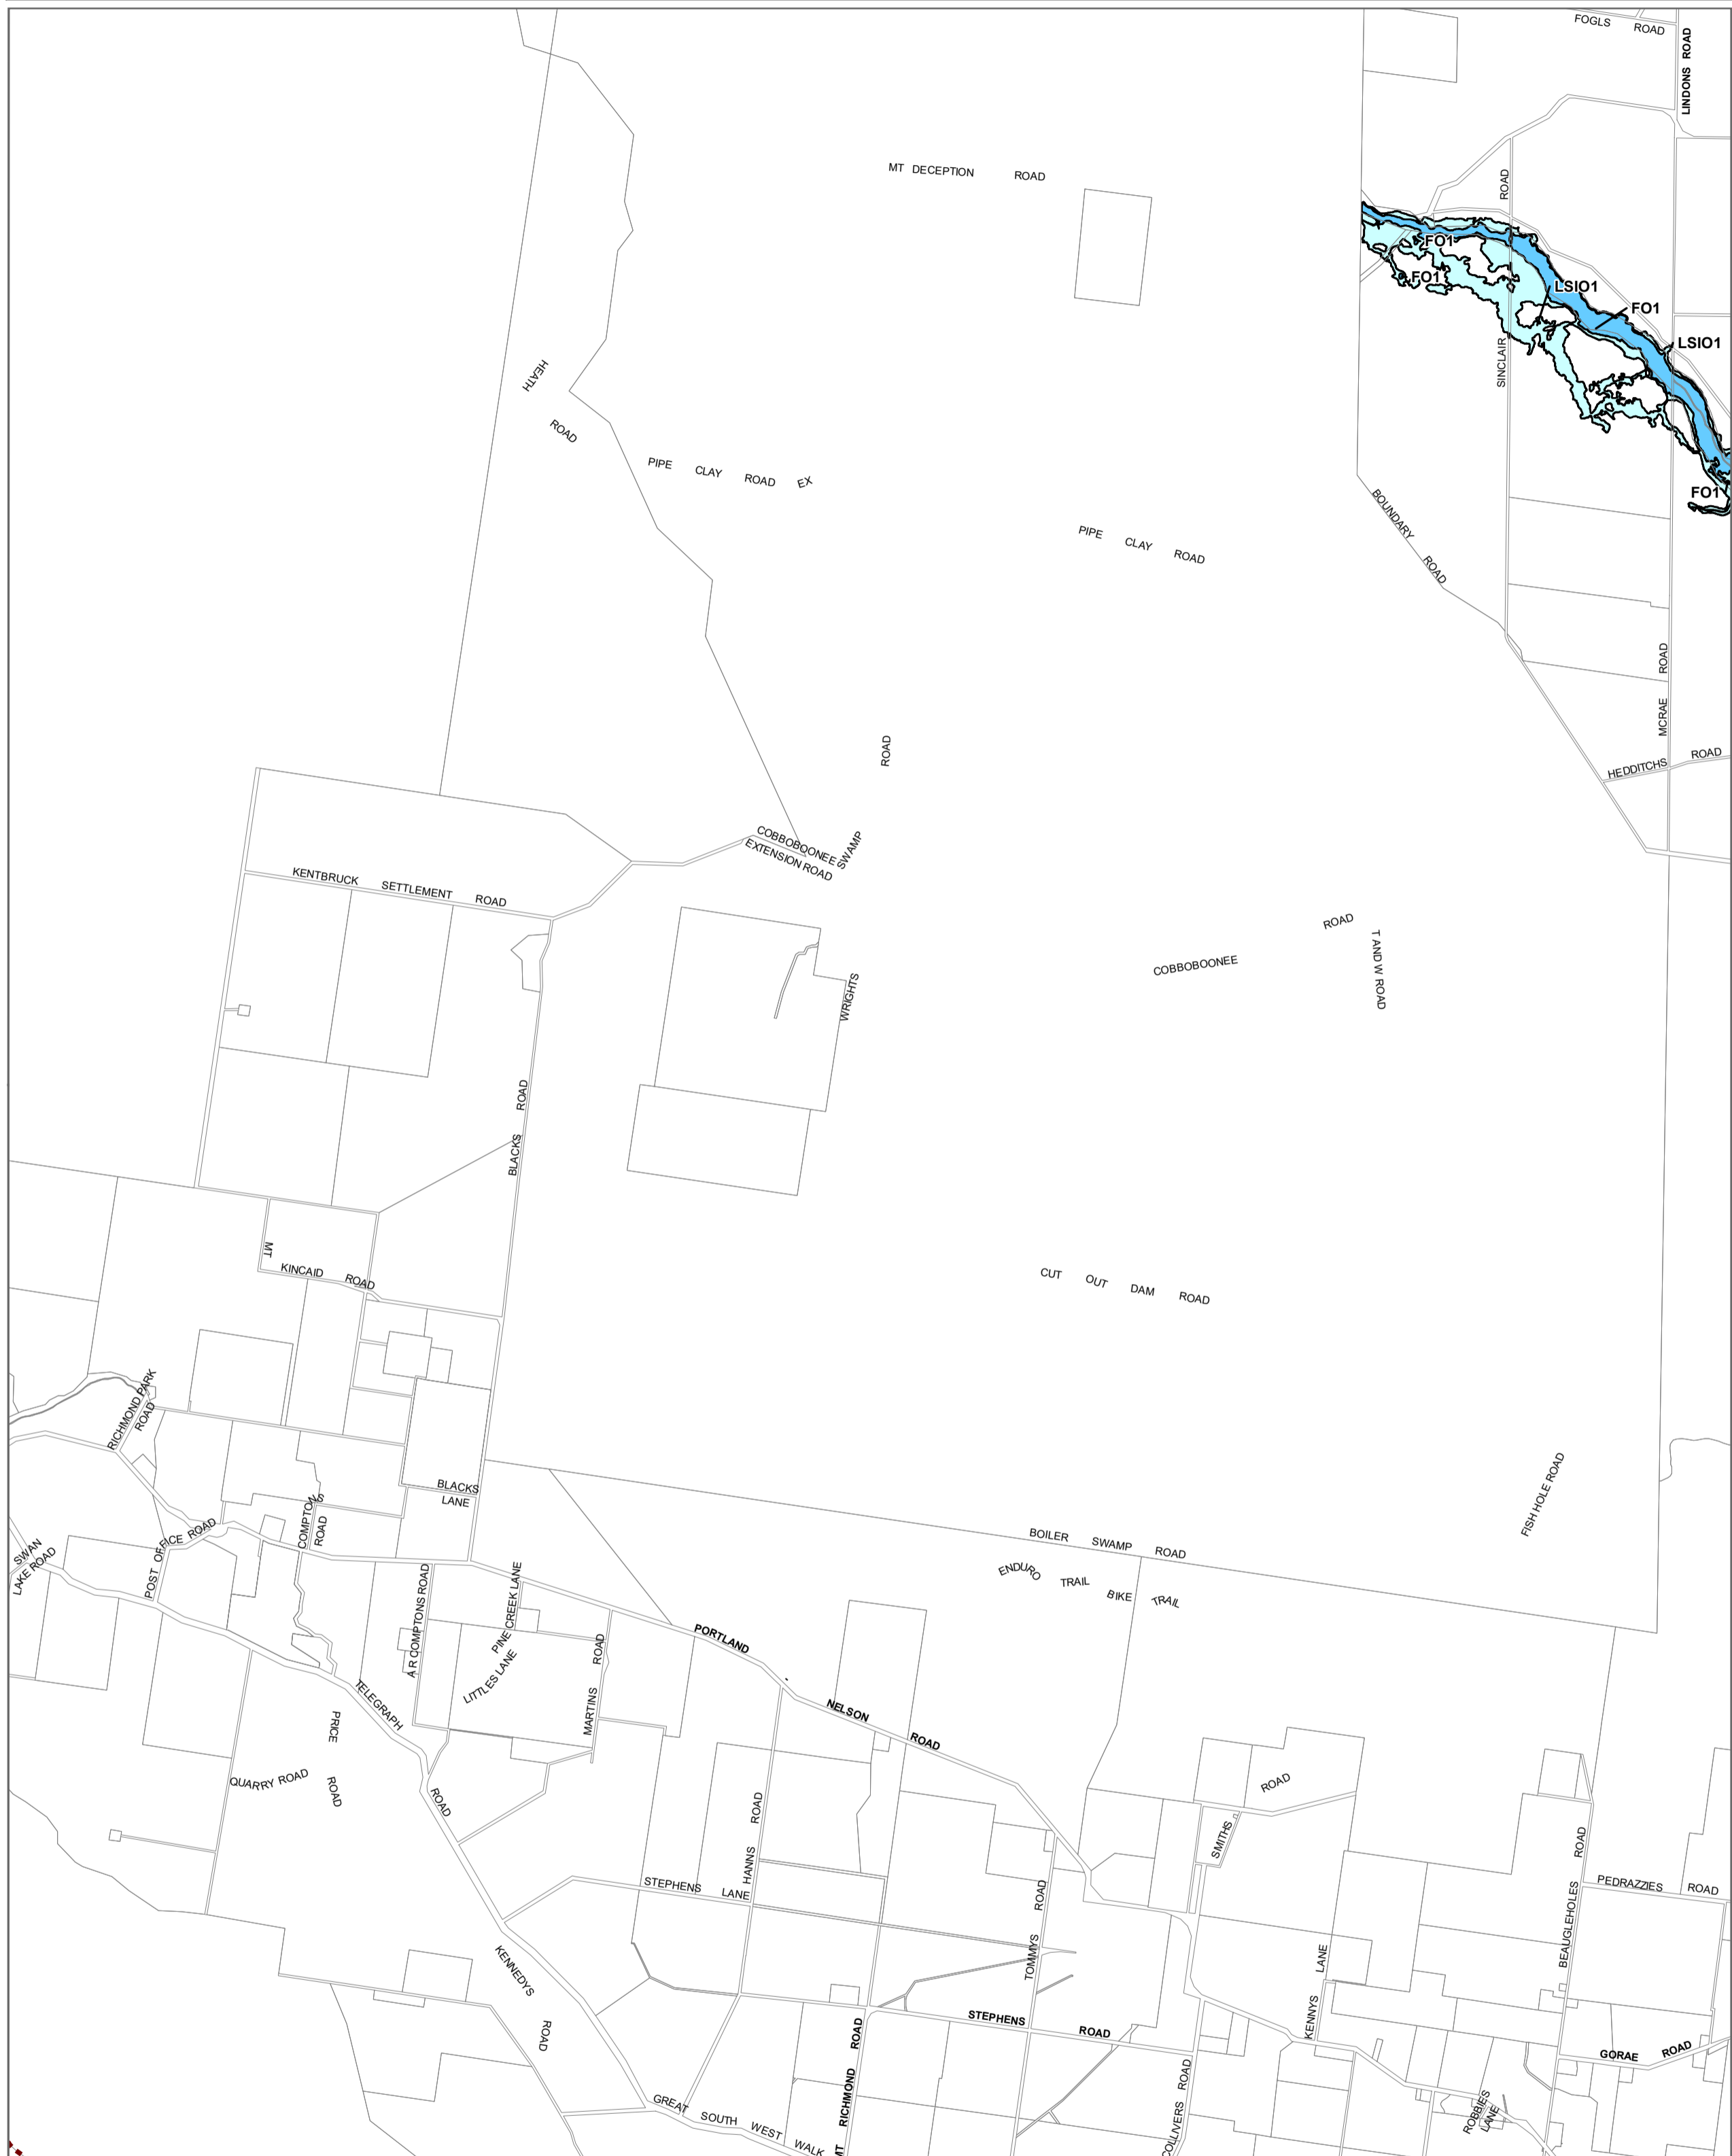 FOGLS ROAD
LINDONS ROAD
MT DECEPTION ROAD
ROAD
SINCLAIR
FO1
FO1
LSIO1
FO1
LSIO1
FO1
HEATH
ROAD
PIPE CLAY ROAD EX
PIPE CLAY ROAD
BOUNDARY ROAD
MCRAE ROAD
HEDDITCHS ROAD
ROAD
SWAMP
COBBOBOONEE
EXTENSION ROAD
KENTBRUCK SETTLEMENT ROAD
WRIGHTS
COBBOBOONEE ROAD
T AND W ROAD
BLACKS ROAD
MT
KINCAID ROAD
CUT OUT DAM ROAD
RICHMOND PARK
ROAD
BLACKS
LANE
COMPTONS
ROAD
POST OFFICE ROAD
SWAN
LAKE ROAD
FISH HOLE ROAD
BOILER SWAMP ROAD
ENDURO TRAIL BIKE TRAIL
A R COMPTONS ROAD
PINE CREEK LANE
LITTLES LANE
MARTINS ROAD
PORTLAND - NELSON ROAD
TELEGRAPH ROAD
PRICE
ROAD
QUARRY ROAD
HANNS ROAD
STEPHENS LANE
SMITHS ROAD
TOMMYS ROAD
BEAUGLEHOLES ROAD
PEDRAZZIES ROAD
KENNEDYS
ROAD
KENNYS LANE
STEPHENS ROAD
GORAE ROAD
MT RICHMOND ROAD
COLLIVERS ROAD
ROBBIES
LANE
GREAT SOUTH WEST WALK